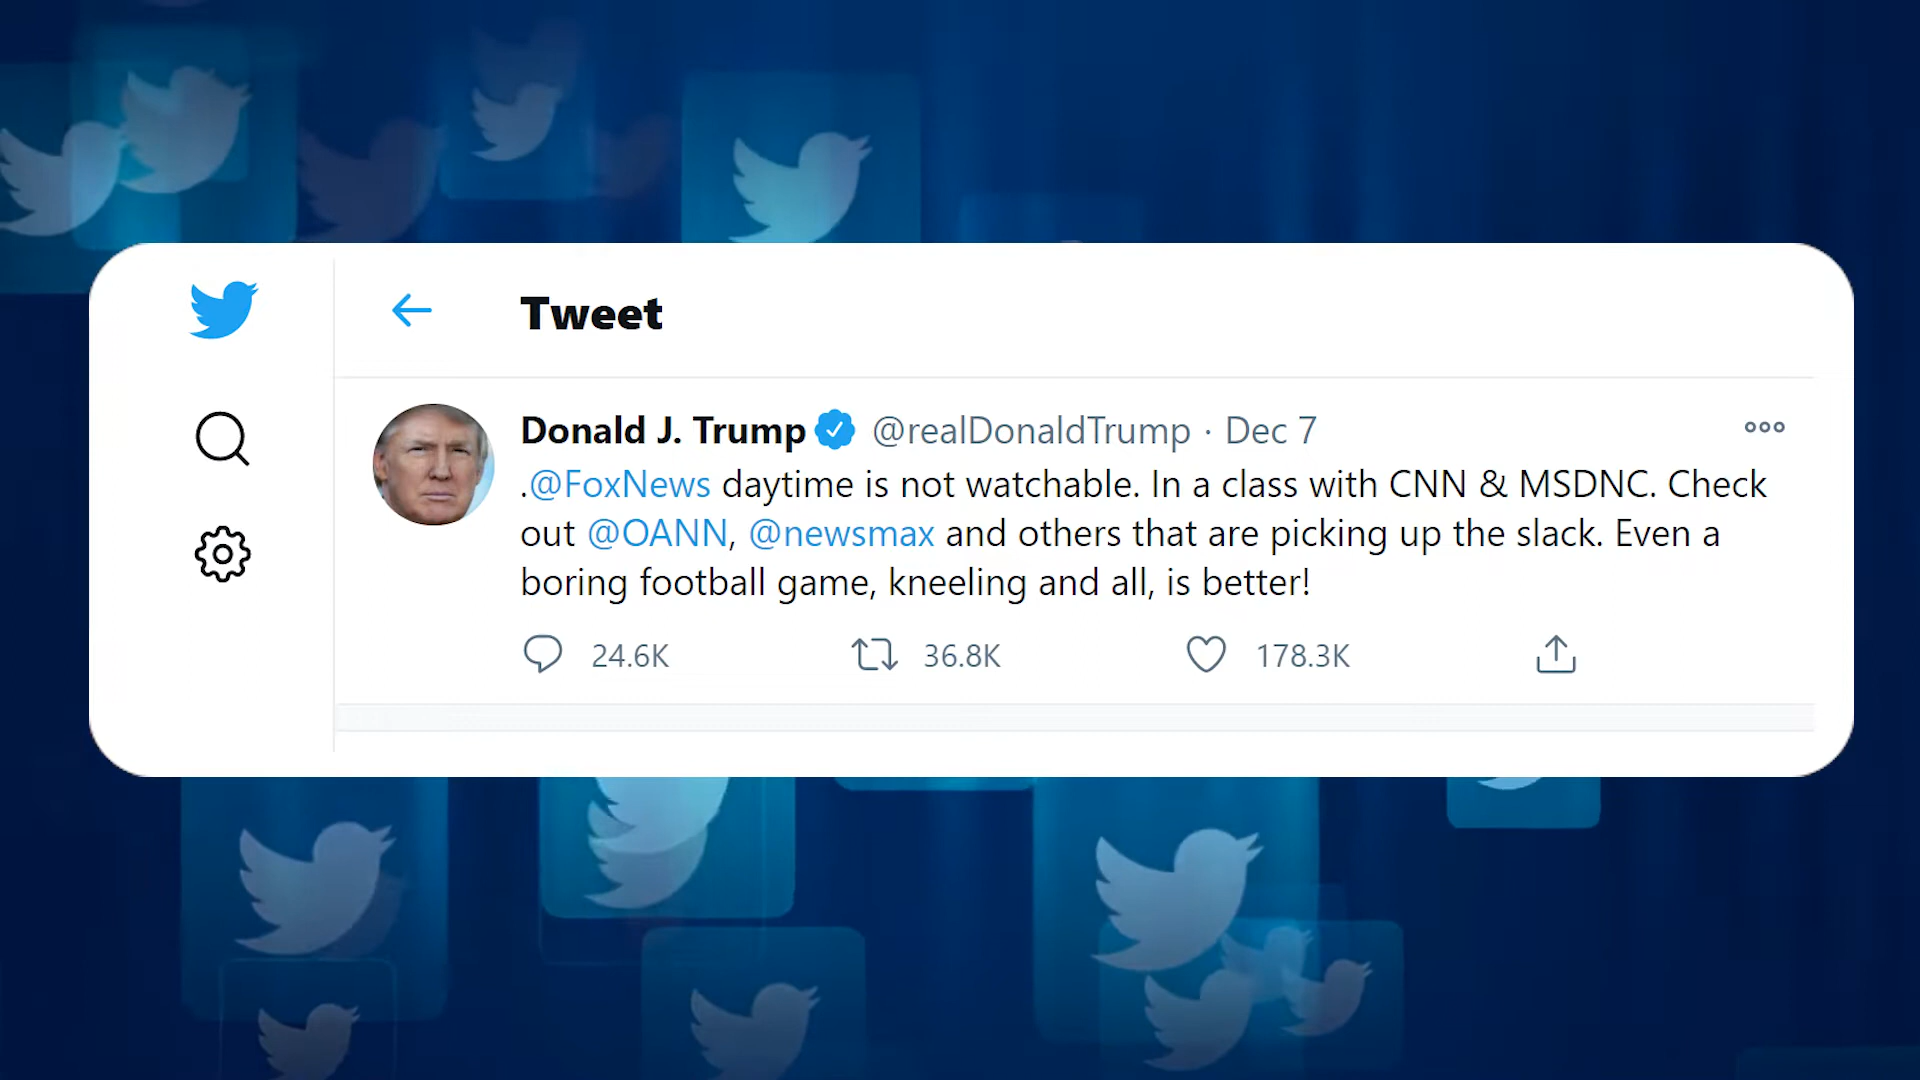 Tweet
Donald J. Trump @realDonaldTrump · Dec 7
.@FoxNews daytime is not watchable. In a class with CNN & MSDNC. Check
out @OANN, @newsmax and others that are picking up the slack. Even a
boring football game, kneeling and all, is better!
24.6K 36.8K 178.3K